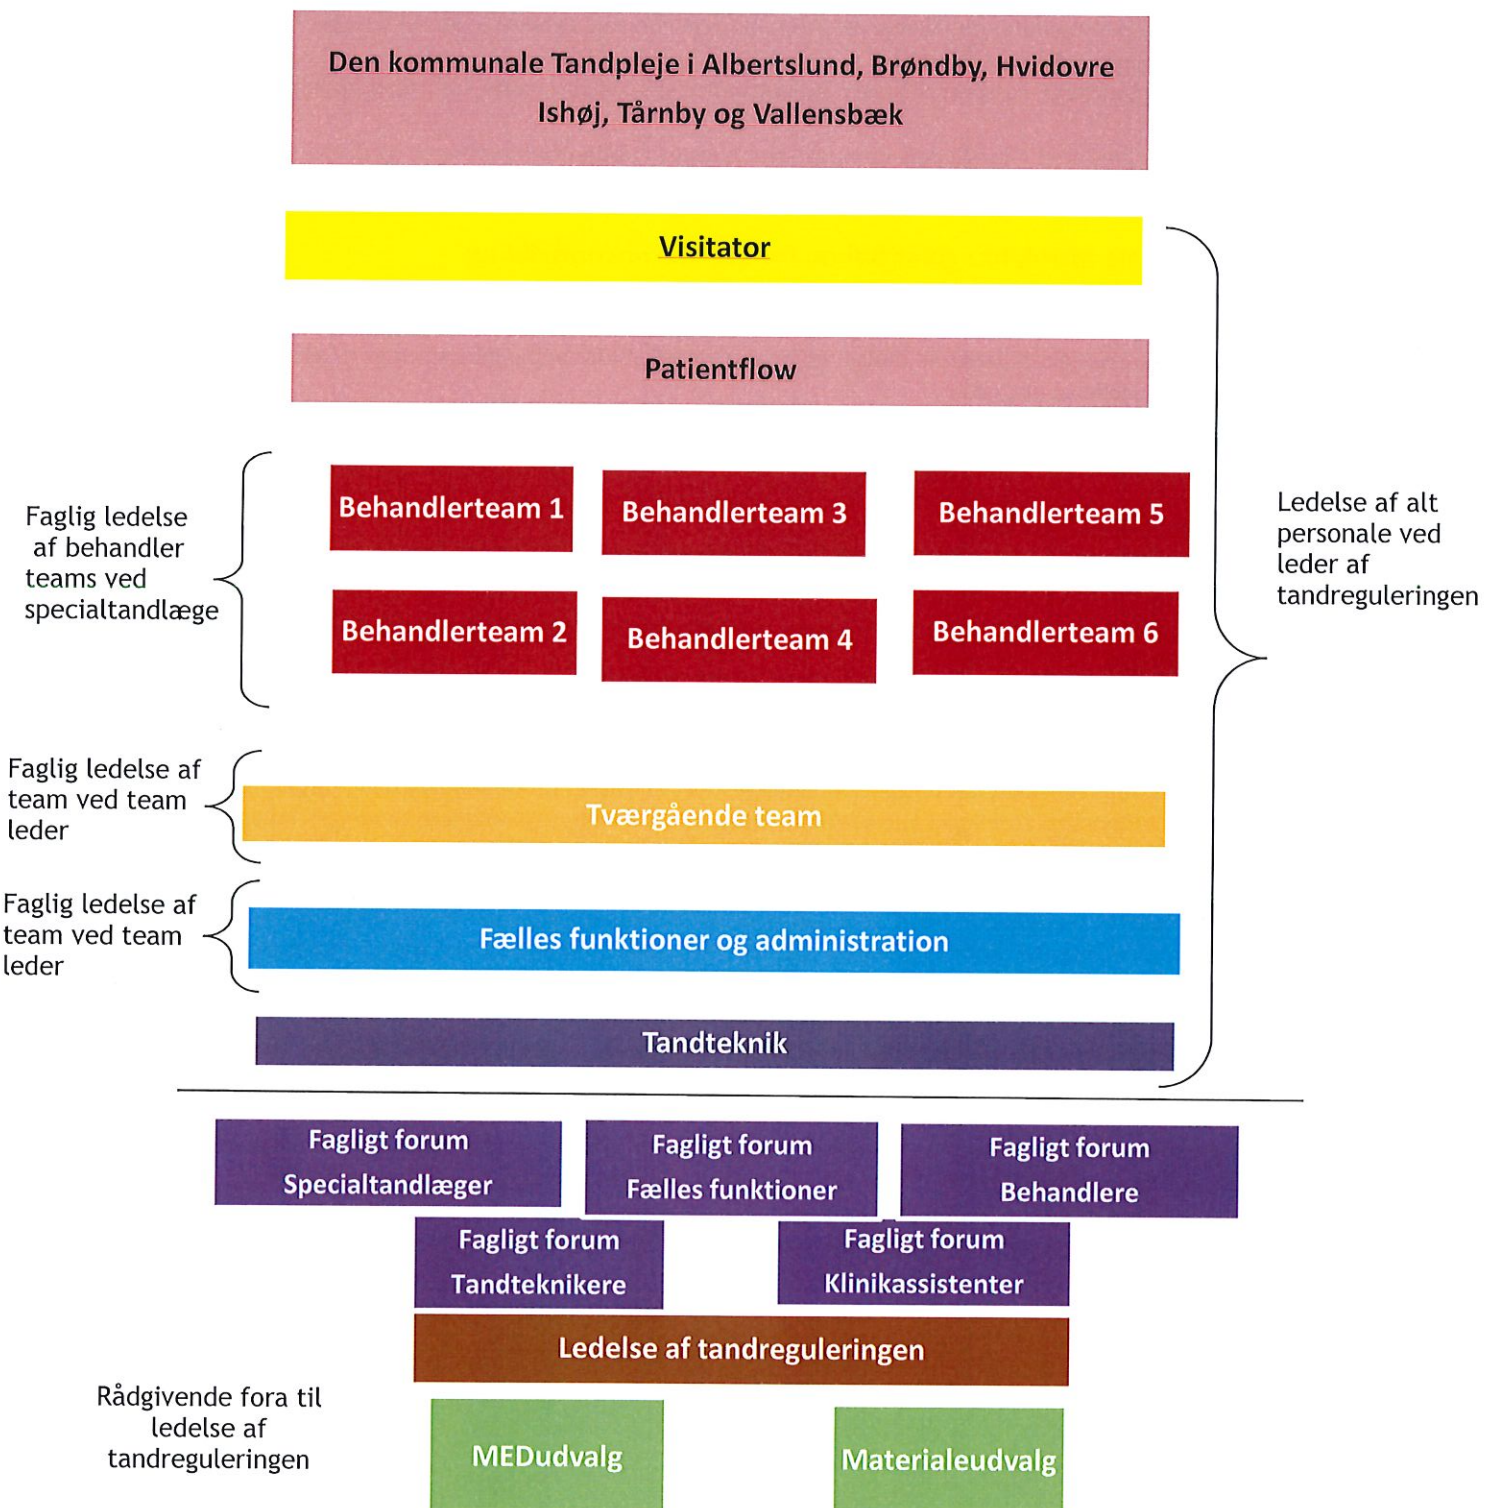 Den kommunale Tandpleje i Albertslund, Brøndby, Hvidovre
Ishøj, Tårnby og Vallensbæk
Visitator
Patientflow
Faglig ledelse
af behandler
teams ved
specialtandlæge
Behandlerteam 1
Behandlerteam 3
Behandlerteam 5
Behandlerteam 2
Behandlerteam 4
Behandlerteam 6
Ledelse af alt
personale ved
leder af
tandreguleringen
Faglig ledelse af
team ved team
leder
Tværgående team
Faglig ledelse af
team ved team
leder
Fælles funktioner og administration
Tandteknik
Fagligt forum
Specialtandlæger
Fagligt forum
Fælles funktioner
Fagligt forum
Behandlere
Fagligt forum
Tandteknikere
Fagligt forum
Klinikassistenter
Ledelse af tandreguleringen
Rådgivende fora til
ledelse af
tandreguleringen
MEDudvalg
Materialeudvalg